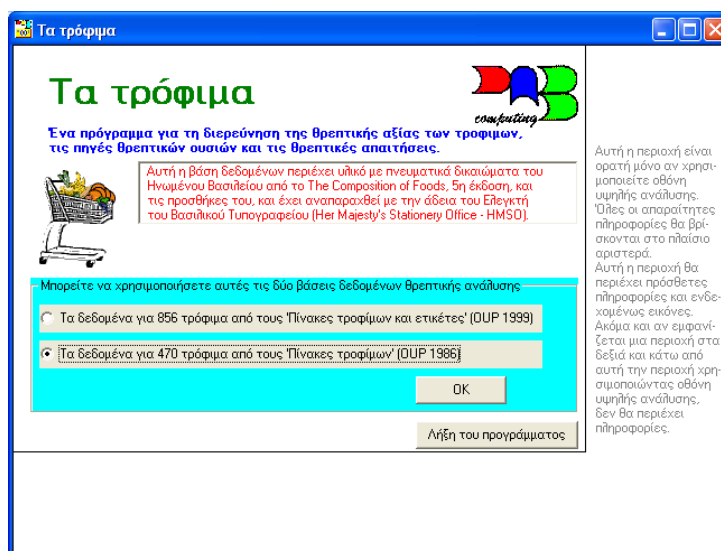 Τα τρόφιμα
Τα τρόφιμα
computing
Ένα πρόγραμμα για τη διερεύνηση της θρεπτικής αξίας των τροφιμων,
τις πηγές θρεπτικών ουσιών και τις θρεπτικές απαιτήσεις.
Αυτή η βάση δεδομένων περιέχει υλικό με πνευματικά δικαιώματα του
Ηνωμένου Βασιλείου από το The Composition of Foods, 5η έκδοση, και
τις προσθήκες του, και έχει αναπαραχθεί με την άδεια του Ελεγκτή
του Βασιλικού Τυπογραφείου (Her Majesty's Stationery Office - HMSO).
Μπορείτε να χρησιμοποιήσετε αυτές τις δύο βάσεις δεδομένων θρεπτικής ανάλυσης
Τα δεδομένα για 856 τρόφιμα από τους 'Πίνακες τροφίμων και ετικέτες' (OUP 1999)
Τα δεδομένα για 470 τρόφιμα από τους 'Πίνακες τροφίμων' (OUP 1986)
OK
Λήξη του προγράμματος
Αυτή η περιοχή είναι
ορατή μόνο αν χρησι-
μοποιείτε οθόνη
υψηλής ανάλυσης.
Όλες οι απαραίτητες
πληροφορίες θα βρί-
σκονται στο πλαίσιο
αριστερά.
Αυτή η περιοχή θα
περιέχει πρόσθετες
πληροφορίες και ενδε-
χομένως εικόνες.
Ακόμα και αν εμφανί-
ζεται μια περιοχή στα
δεξιά και κάτω από
αυτή την περιοχή χρη-
σιμοποιώντας οθόνη
υψηλής ανάλυσης,
δεν θα περιέχει
πληροφορίες.